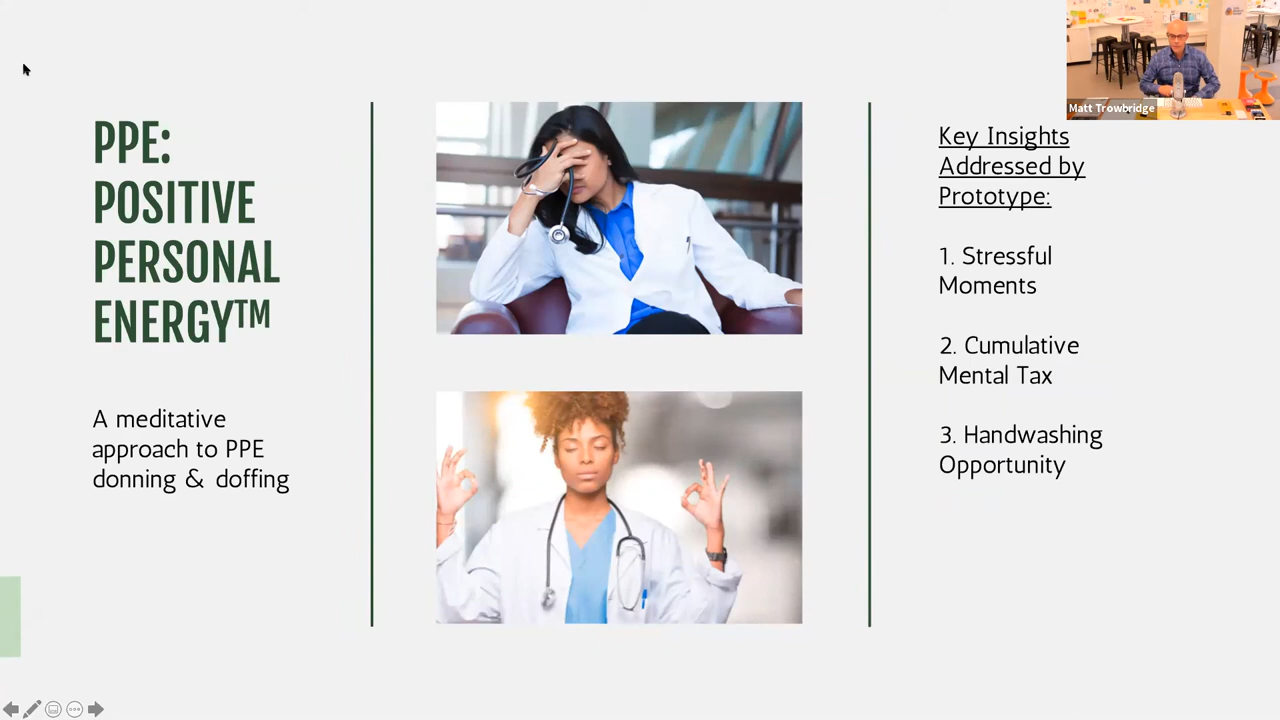 PPE:
POSITIVE
PERSONAL
ENERGY™
A meditative
approach to PPE
donning & doffing
Matt Trowbridge
Key Insights
Addressed by
Prototype:
1. Stressful
Moments
2. Cumulative
Mental Tax
3. Handwashing
Opportunity